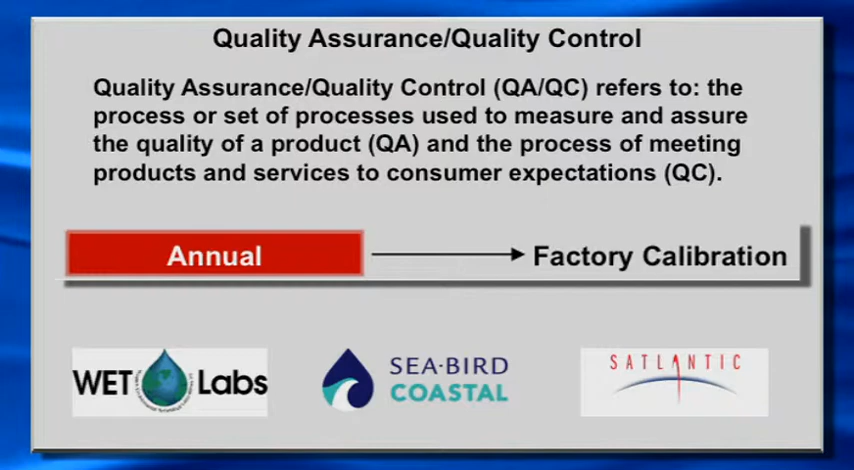 Quality Assurance/Quality Control
Quality Assurance/Quality Control (QA/QC) refers to: the
process or set of processes used to measure and assure
the quality of a product (QA) and the process of meeting
products and services to consumer expectations (QC).
Annual
Factory Calibration
WET Labs
SEA·BIRD
COASTAL
SATLANTIC